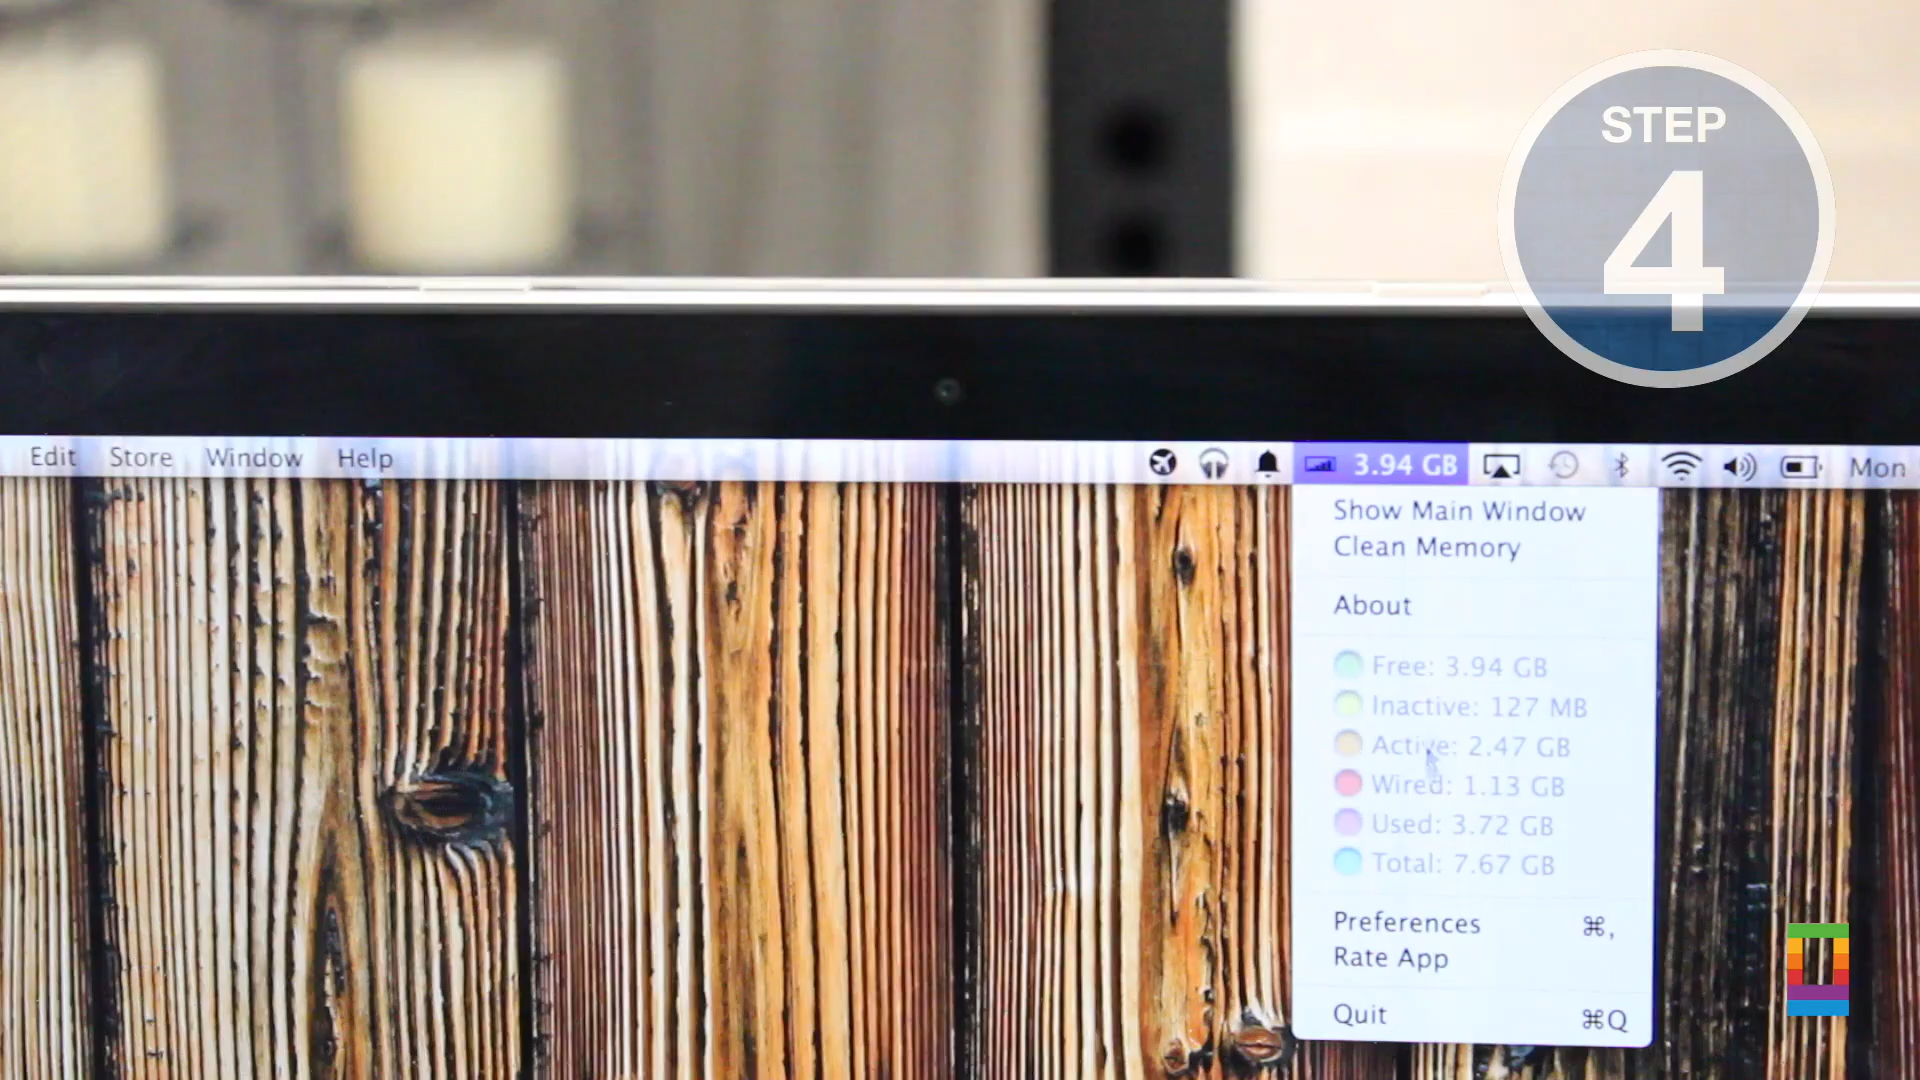 STEP
4
Edit Store Window Help 3.94 GB Mon
Show Main Window
Clean Memory
About
Free: 3.94 GB
Inactive: 127 MB
Active: 2.47 GB
Wired: 1.13 GB
Used: 3.72 GB
Total: 7.67 GB
Preferences ⌘,
Rate App
Quit ⌘Q